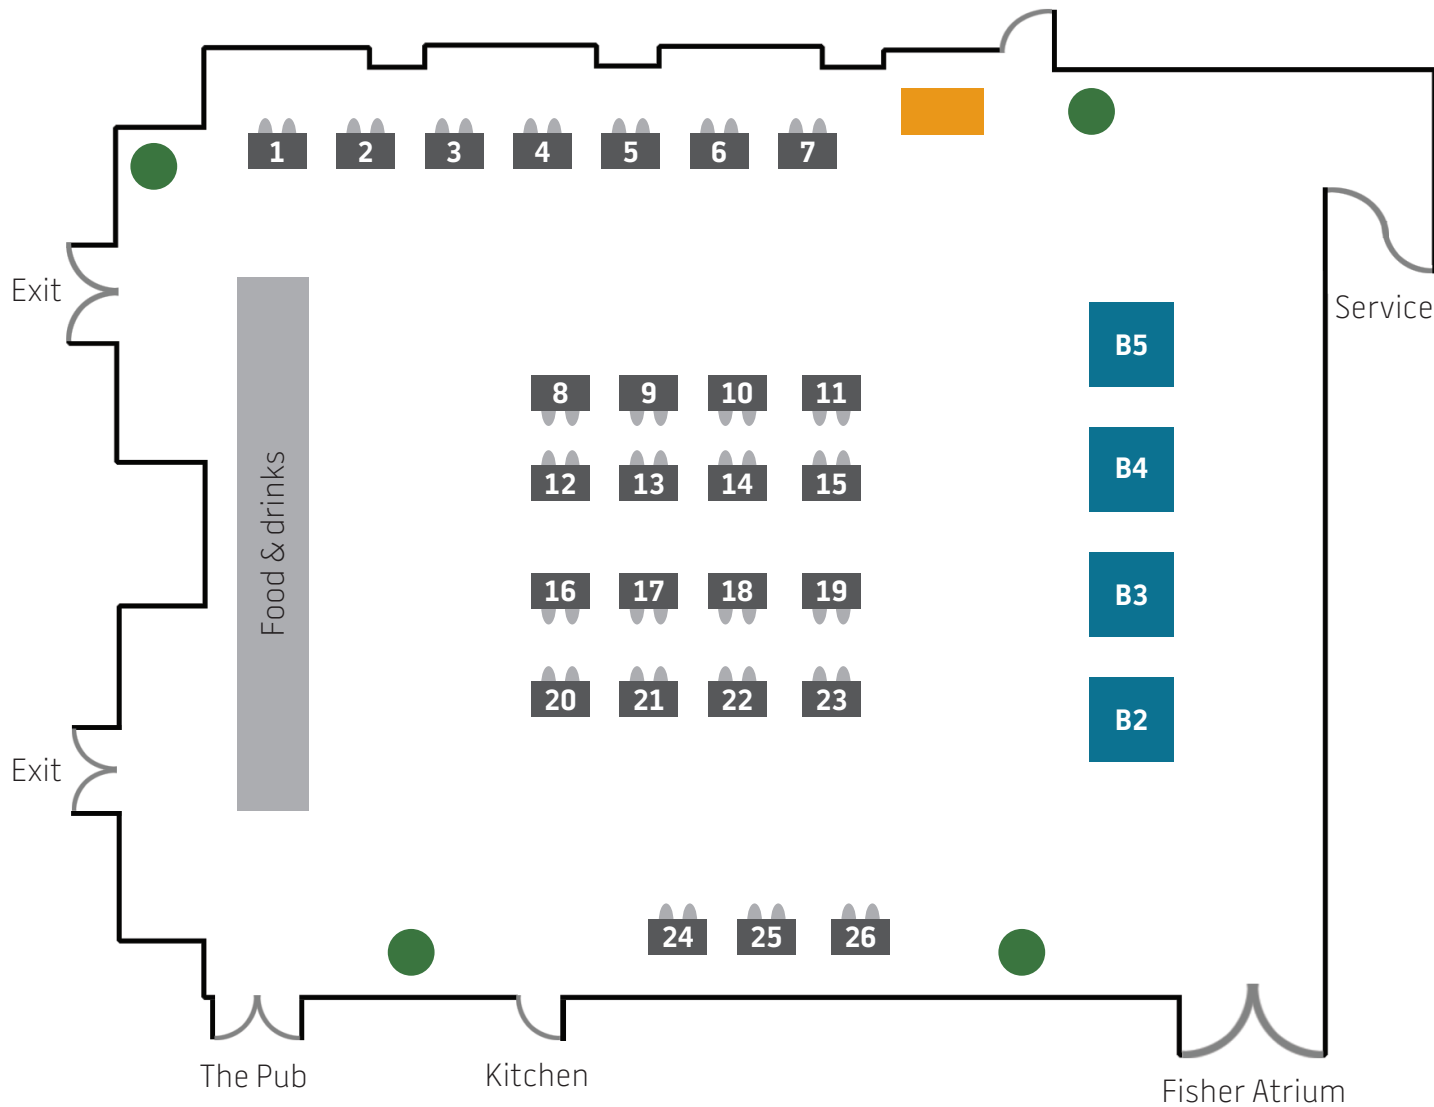 1 2 3 4 5 6 7
Exit
Service
B5
8 9 10 11
Food & drinks
B4
12 13 14 15
16 17 18 19
B3
20 21 22 23
B2
Exit
24 25 26
The Pub
Kitchen
Fisher Atrium